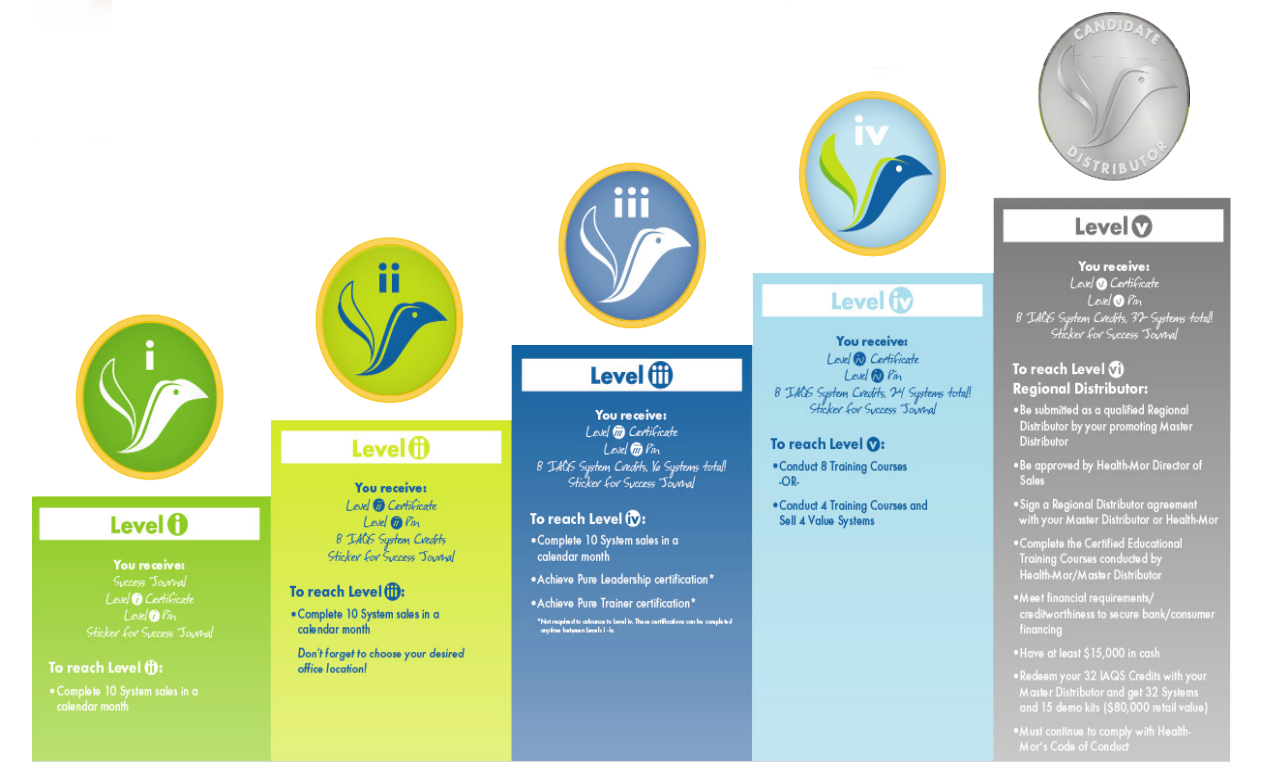 i
Level i
You receive:
Success Journal
Level i Certificate
Level i Pin
Sticker for Success Journal
To reach Level ii:
•Complete 10 System sales in a
calendar month
ii
Level ii
You receive:
Level ii Certificate
Level ii Pin
8 IAQS System Credits
Sticker for Success Journal
To reach Level iii:
•Complete 10 System sales in a
calendar month
Don't forget to choose your desired
office location!
iii
Level iii
You receive:
Level iii Certificate
Level iii Pin
8 IAQS System Credits, 16 Systems total!
Sticker for Success Journal
To reach Level iv:
•Complete 10 System sales in a
calendar month
•Achieve Pure Leadership certification*
•Achieve Pure Trainer certification*
*Not required to advance to Level iv. These certifications can be completed
anytime between Levels i -iv.
iv
Level iv
You receive:
Level iv Certificate
Level iv Pin
8 IAQS System Credits, 24 Systems total!
Sticker for Success Journal
To reach Level v:
•Conduct 8 Training Courses
-OR-
•Conduct 4 Training Courses and
Sell 4 Value Systems
CANDIDATE
DISTRIBUTOR
Level v
You receive:
Level v Certificate
Level v Pin
8 IAQS System Credits, 32 Systems total!
Sticker for Success Journal
To reach Level vi
Regional Distributor:
•Be submitted as a qualified Regional
Distributor by your promoting Master
Distributor
•Be approved by Health-Mor Director of
Sales
•Sign a Regional Distributor agreement
with your Master Distributor or Health-Mor
•Complete the Certified Educational
Training Courses conducted by
Health-Mor/Master Distributor
•Meet financial requirements/
creditworthiness to secure bank/consumer
financing
•Have at least $15,000 in cash
•Redeem your 32 IAQS Credits with your
Master Distributor and get 32 Systems
and 15 demo kits ($80,000 retail value)
•Must continue to comply with Health-
Mor's Code of Conduct